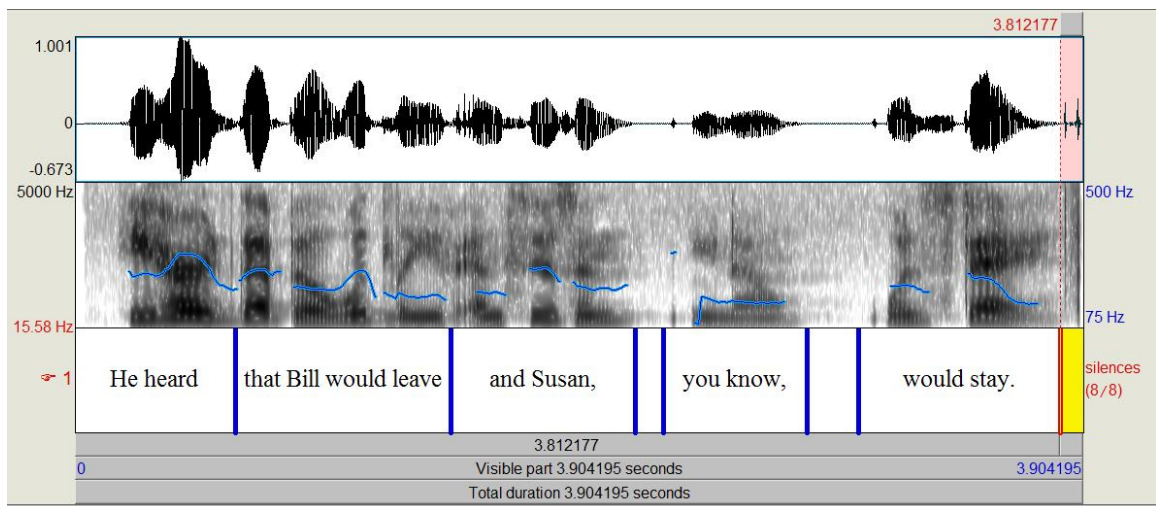 3.812177
1.001
0
-0.673
5000 Hz 500 Hz
15.58 Hz 75 Hz
☞ 1 He heard that Bill would leave and Susan, you know, would stay. silences
(8/8)
3.812177
0 Visible part 3.904195 seconds 3.904195
Total duration 3.904195 seconds